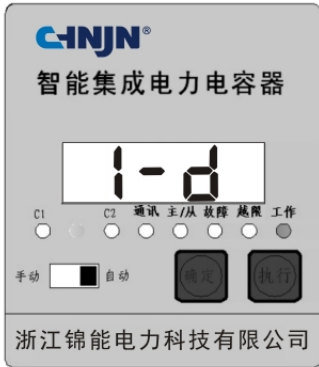 CHNJN®
智能集成电力电容器
1-d
C1 C2 通讯 主/从 故障 越限 工作
手动 自动 确定 执行
浙江锦能电力科技有限公司